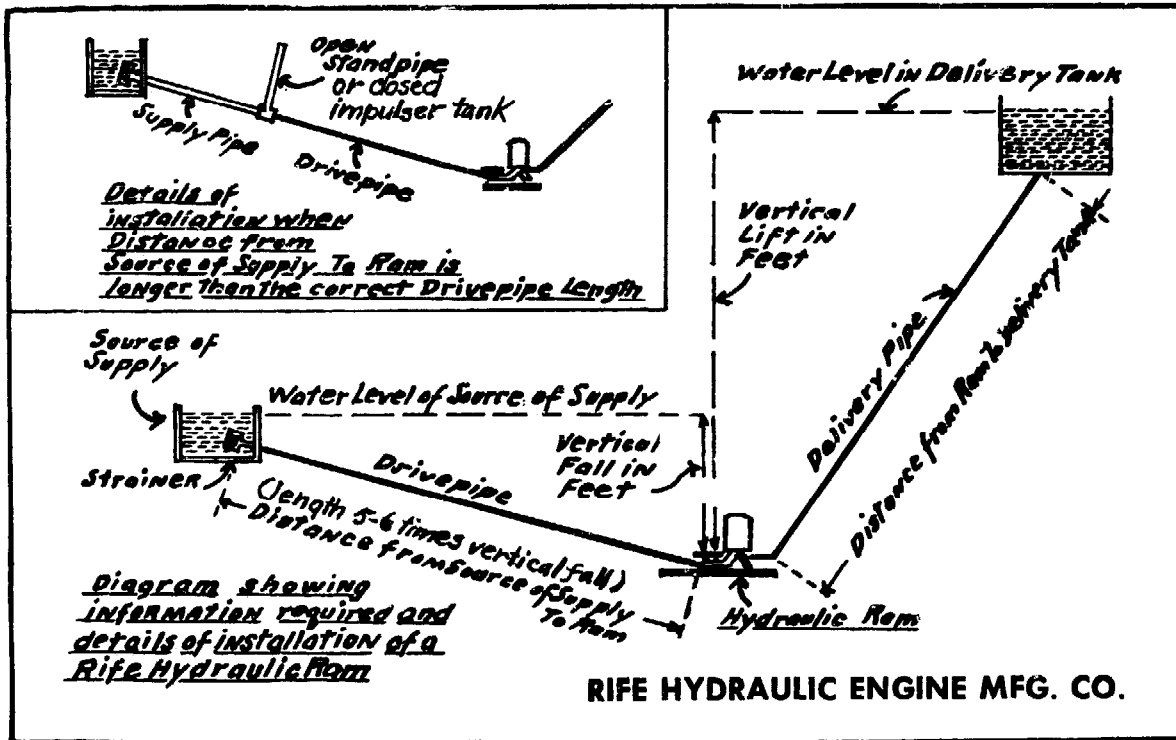 OPEN
standpipe
or closed
impulser tank
Supply Pipe
Drivepipe
Details of
installation when
Distance from
Source of Supply To Ram is
longer than the correct Drivepipe Length
Water Level in Delivery Tank
Vertical
Lift in
Feet
Delivery Pipe
Distance from Ram to Delivery Tank
Source of
Supply
Water Level of Source of Supply
Vertical
Fall in
Feet
Strainer
Drivepipe
(length 5-6 times vertical fall)
Distance from Source of Supply
To Ram
Hydraulic Ram
Diagram showing
information required and
details of installation of a
Rife Hydraulic Ram
RIFE HYDRAULIC ENGINE MFG. CO.